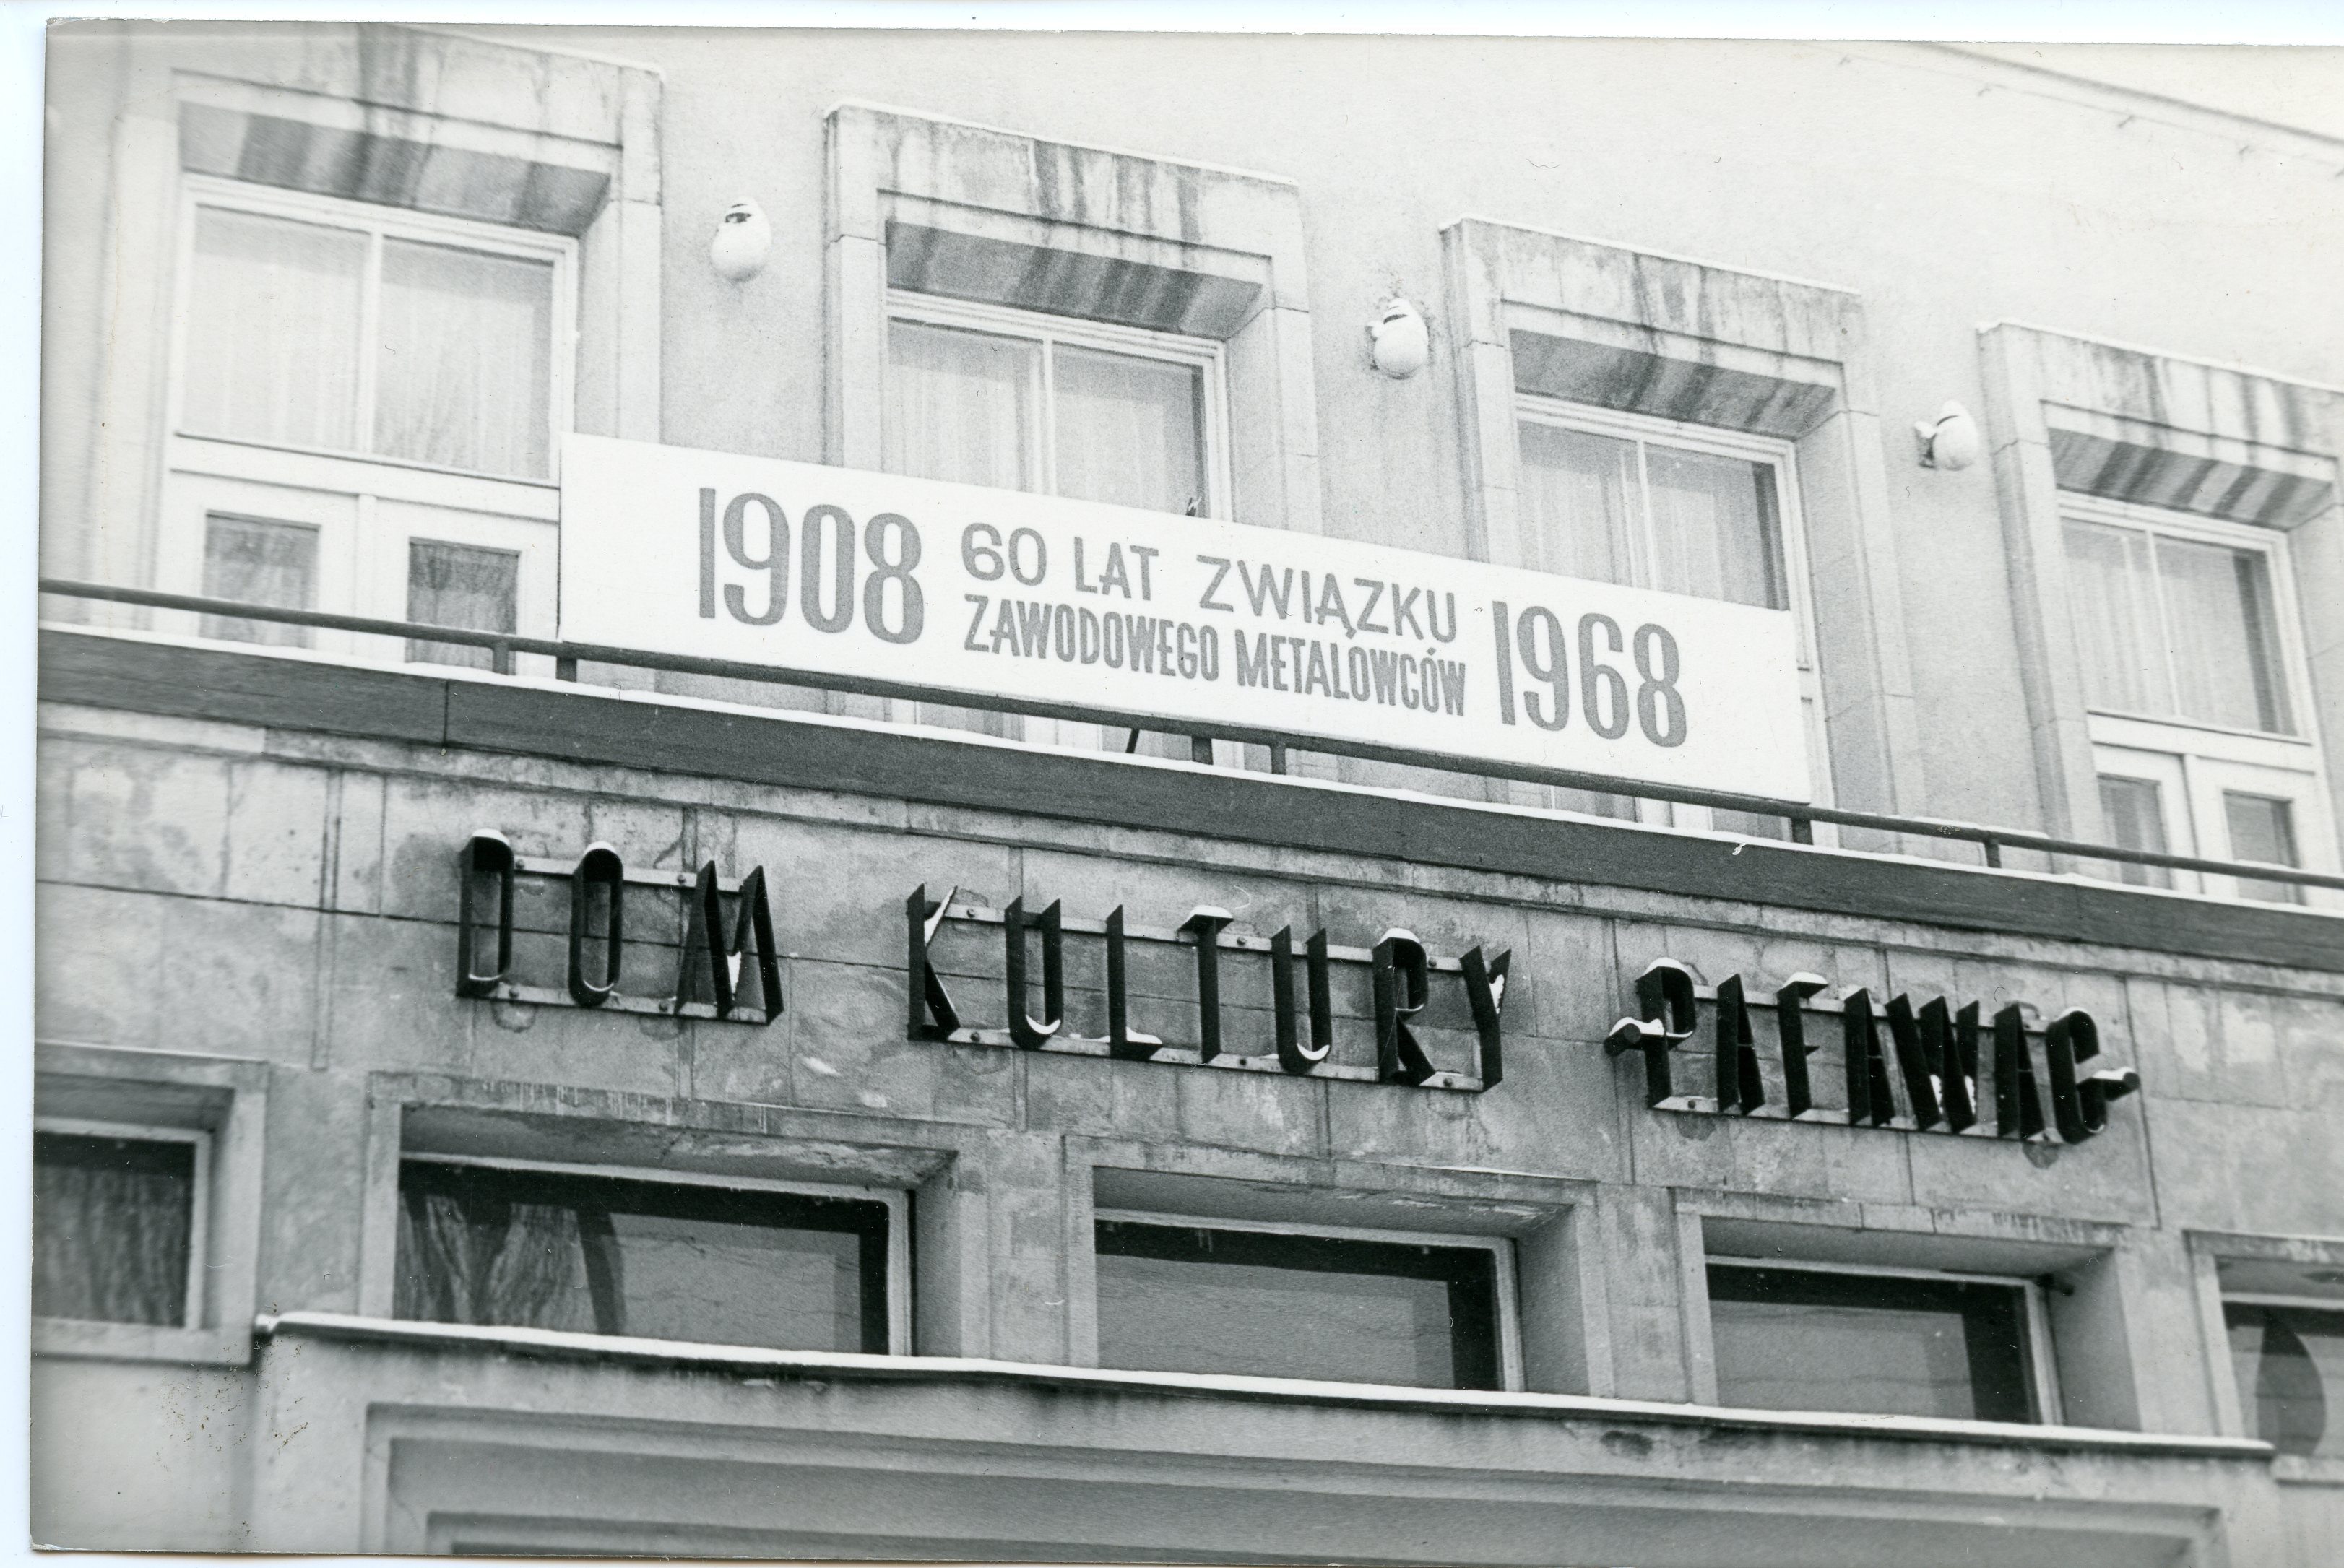 1908 60 LAT ZWIĄZKU 1968
ZAWODOWEGO METALOWCÓW
DOM KULTURY PAFAWAG